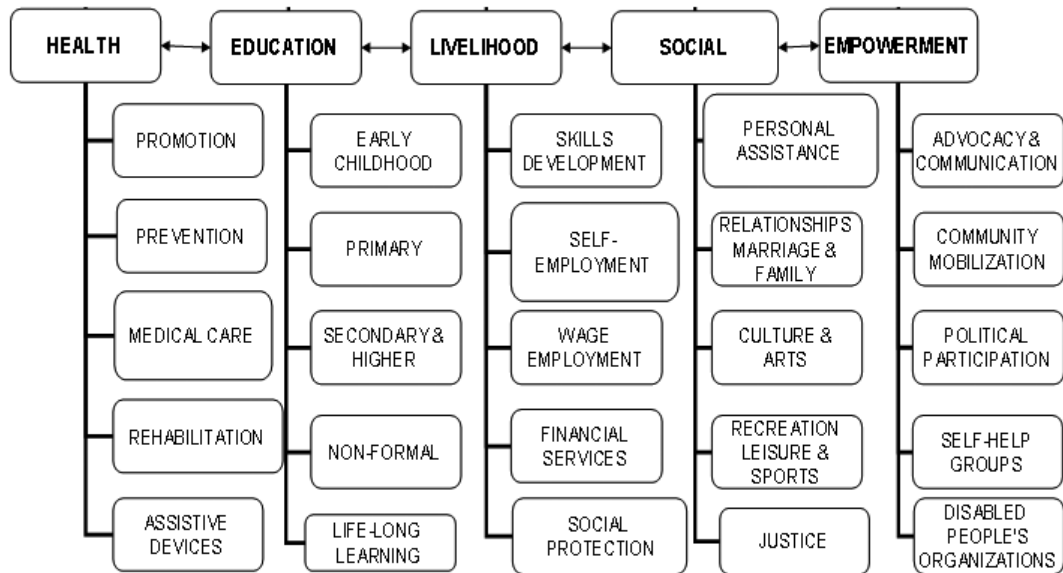 HEALTH
EDUCATION
LIVELIHOOD
SOCIAL
EMPOWERMENT
PROMOTION
PREVENTION
MEDICAL CARE
REHABILITATION
ASSISTIVE
DEVICES
EARLY
CHILDHOOD
PRIMARY
SECONDARY &
HIGHER
NON-FORMAL
LIFE-LONG
LEARNING
SKILLS
DEVELOPMENT
SELF-
EMPLOYMENT
WAGE
EMPLOYMENT
FINANCIAL
SERVICES
SOCIAL
PROTECTION
PERSONAL
ASSISTANCE
RELATIONSHIPS
MARRIAGE &
FAMILY
CULTURE &
ARTS
RECREATION
LEISURE &
SPORTS
JUSTICE
ADVOCACY &
COMMUNICATION
COMMUNITY
MOBILIZATION
POLITICAL
PARTICIPATION
SELF-HELP
GROUPS
DISABLED
PEOPLE'S
ORGANIZATIONS